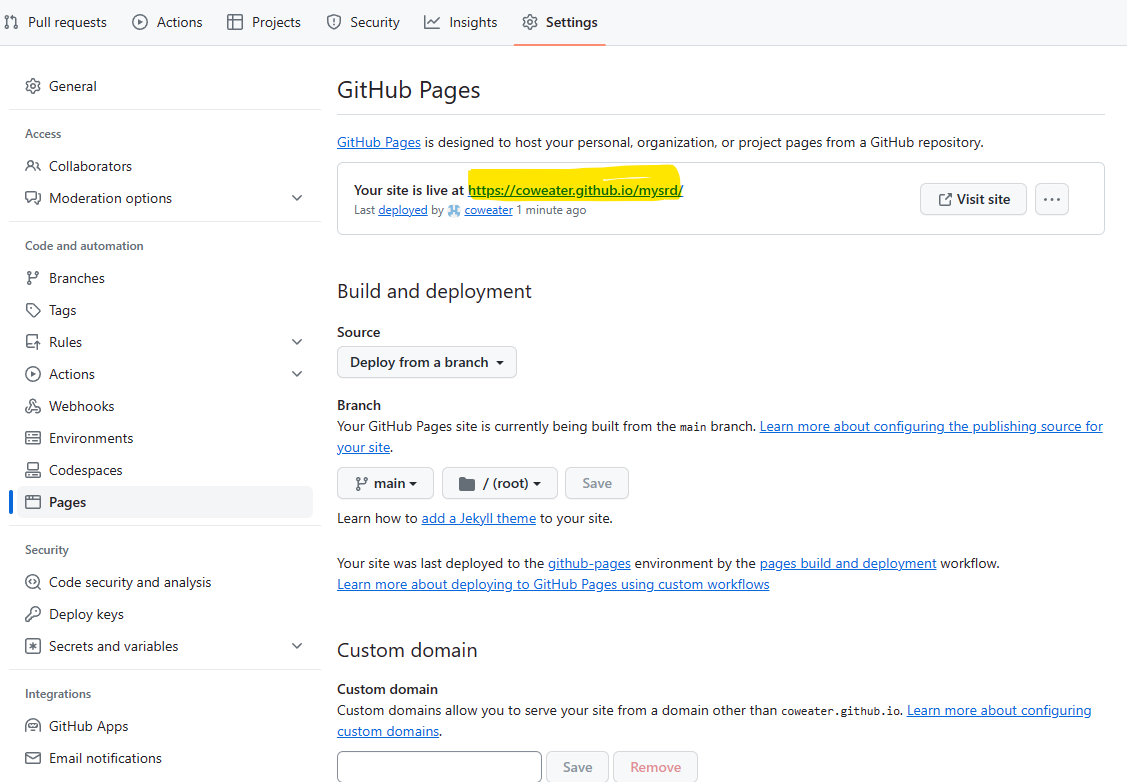 Pull requests Actions Projects Security Insights Settings
General
Access
Collaborators
Moderation options
Code and automation
Branches
Tags
Rules
Actions
Webhooks
Environments
Codespaces
Pages
Security
Code security and analysis
Deploy keys
Secrets and variables
Integrations
GitHub Apps
Email notifications
GitHub Pages
GitHub Pages is designed to host your personal, organization, or project pages from a GitHub repository.
Your site is live at https://coweater.github.io/mysrd/
Last deployed by coweater 1 minute ago
Visit site
Build and deployment
Source
Deploy from a branch
Branch
Your GitHub Pages site is currently being built from the main branch. Learn more about configuring the publishing source for
your site.
main / (root) Save
Learn how to add a Jekyll theme to your site.
Your site was last deployed to the github-pages environment by the pages build and deployment workflow.
Learn more about deploying to GitHub Pages using custom workflows
Custom domain
Custom domain
Custom domains allow you to serve your site from a domain other than coweater.github.io. Learn more about configuring
custom domains.
Save Remove